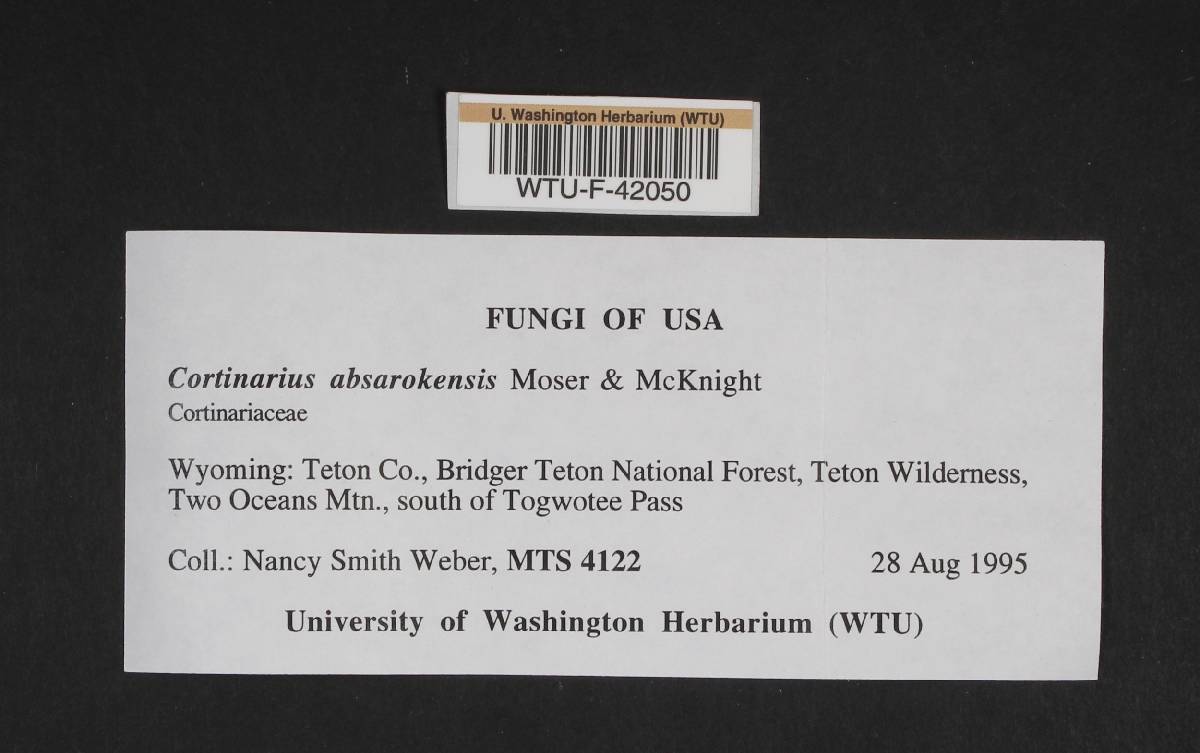 U. Washington Herbarium (WTU)
WTU-F-42050
FUNGI OF USA
Cortinarius absarokensis Moser & McKnight
Cortinariaceae
Wyoming: Teton Co., Bridger Teton National Forest, Teton Wilderness,
Two Oceans Mtn., south of Togwotee Pass
Coll.: Nancy Smith Weber, MTS 4122 28 Aug 1995
University of Washington Herbarium (WTU)